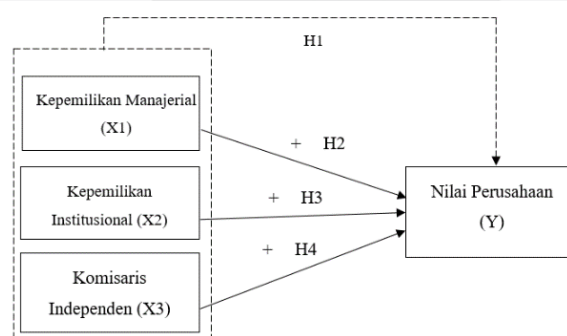 H1
Kepemilikan Manajerial
(X1)
+ H2
Kepemilikan
Institusional (X2)
+ H3
Nilai Perusahaan
(Y)
+ H4
Komisaris
Independen (X3)